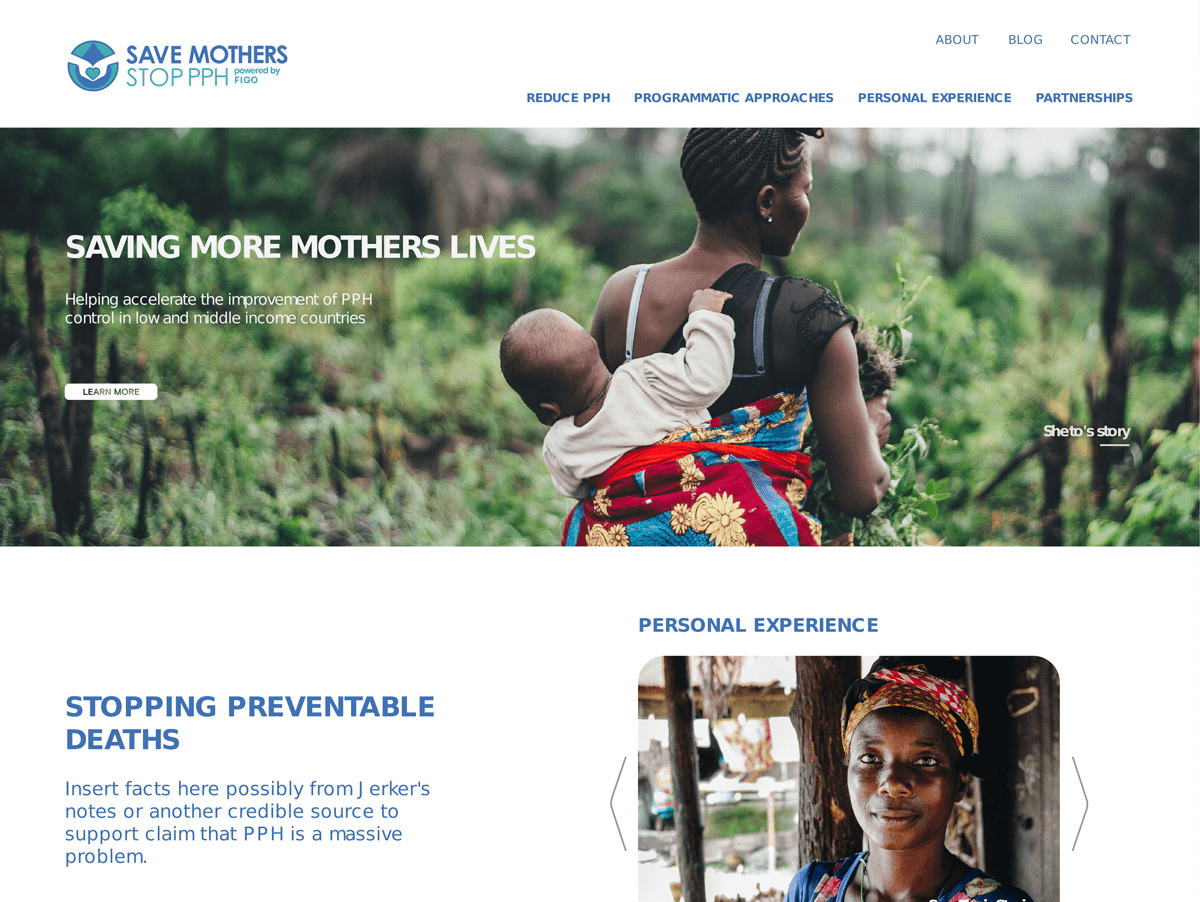 SAVE MOTHERS
STOP PPH powered by FIGO
ABOUT BLOG CONTACT
REDUCE PPH PROGRAMMATIC APPROACHES PERSONAL EXPERIENCE PARTNERSHIPS
SAVING MORE MOTHERS LIVES
Helping accelerate the improvement of PPH
control in low and middle income countries
LEARN MORE
Sheto's story
PERSONAL EXPERIENCE
STOPPING PREVENTABLE
DEATHS
Insert facts here possibly from Jerker's
notes or another credible source to
support claim that PPH is a massive
problem.